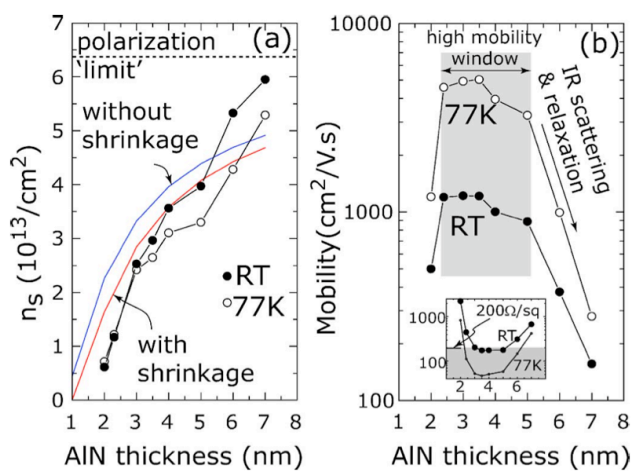 (a)
polarization
'limit'
without
shrinkage
RT
77K
with
shrinkage
n_S (10^13/cm^2)
7
6
5
4
3
2
1
0
1 2 3 4 5 6 7 8
AlN thickness (nm)
(b)
high mobility
window
IR scattering
& relaxation
77K
RT
Mobility(cm^2/V.s)
10000
1000
100
200Ω/sq
1000
100
RT
77K
2 4 6
1 2 3 4 5 6 7 8
AlN thickness (nm)